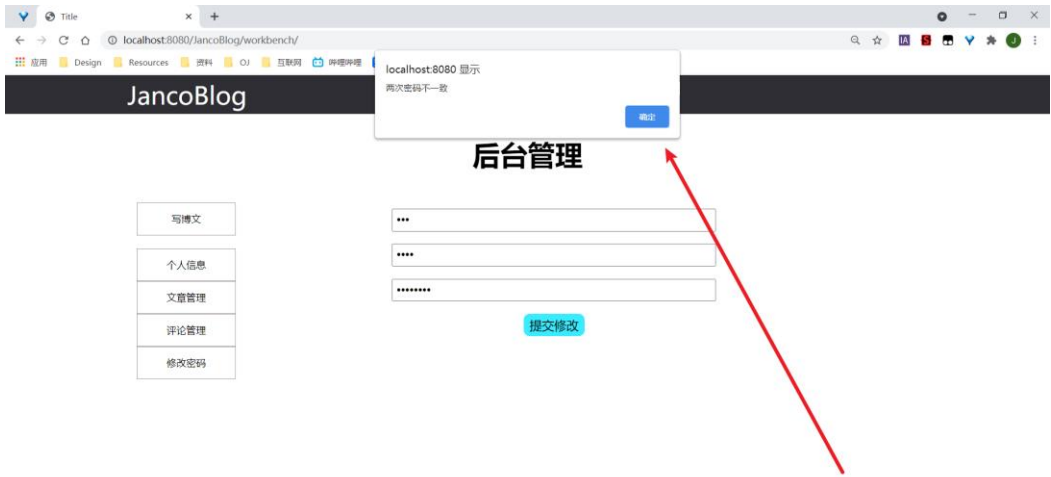 Title
localhost:8080/JancoBlog/workbench/
应用 Design Resources 资料 OJ 互联网 哔哩哔哩
localhost:8080 显示
两次密码不一致
确定
JancoBlog
后台管理
写博文
个人信息
文章管理
评论管理
修改密码
提交修改